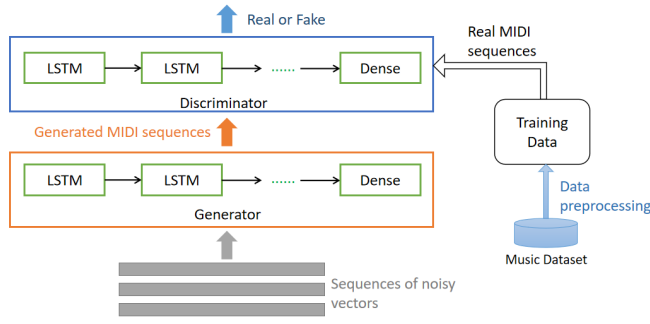 Real or Fake
LSTM
LSTM
......
Dense
Discriminator
Real MIDI
sequences
Generated MIDI sequences
Training
Data
LSTM
LSTM
......
Dense
Generator
Data
preprocessing
Music Dataset
Sequences of noisy
vectors